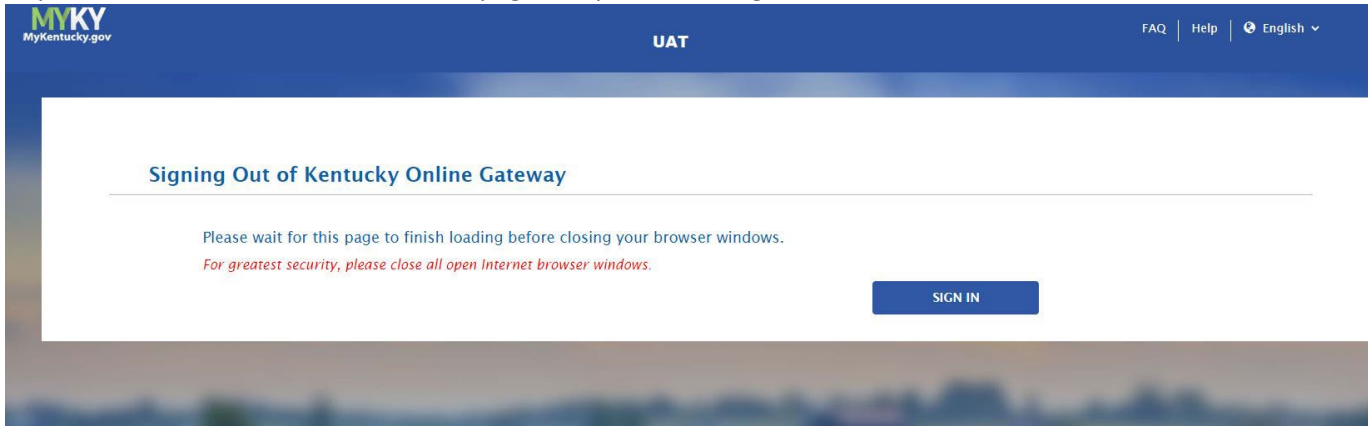 MYKY
MyKentucky.gov
UAT
FAQ Help English
Signing Out of Kentucky Online Gateway
Please wait for this page to finish loading before closing your browser windows.
For greatest security, please close all open Internet browser windows.
SIGN IN